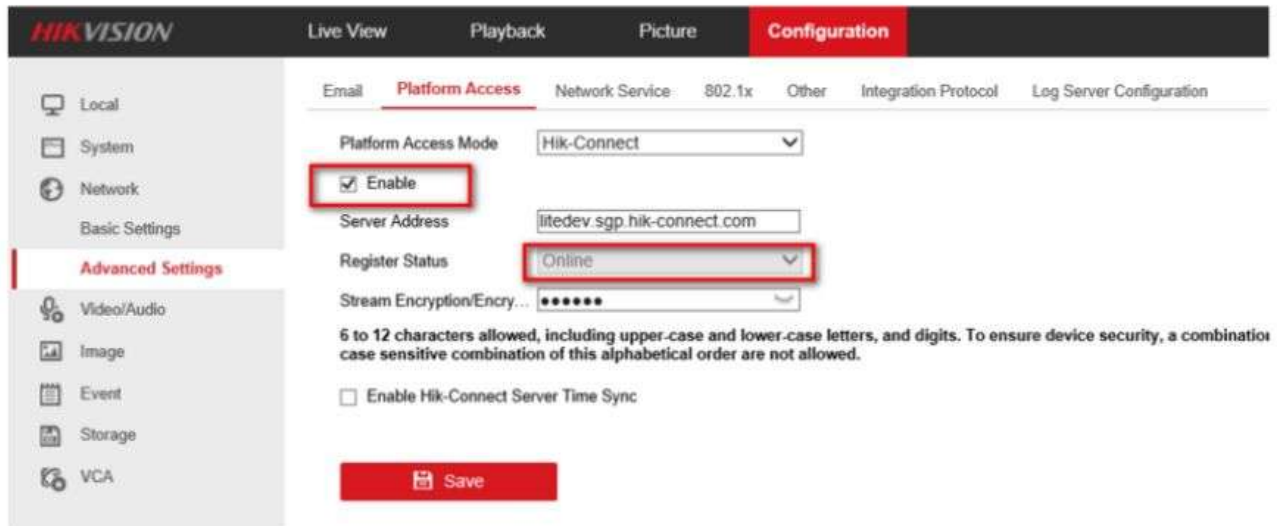 HIKVISION
Live View Playback Picture Configuration
Local
System
Network
Basic Settings
Advanced Settings
Video/Audio
Image
Event
Storage
VCA
Email Platform Access Network Service 802.1x Other Integration Protocol Log Server Configuration
Platform Access Mode Hik-Connect
Enable
Server Address litedev.sgp.hik-connect.com
Register Status Online
Stream Encryption/Encry... ••••••
6 to 12 characters allowed, including upper-case and lower-case letters, and digits. To ensure device security, a combination
case sensitive combination of this alphabetical order are not allowed.
Enable Hik-Connect Server Time Sync
Save